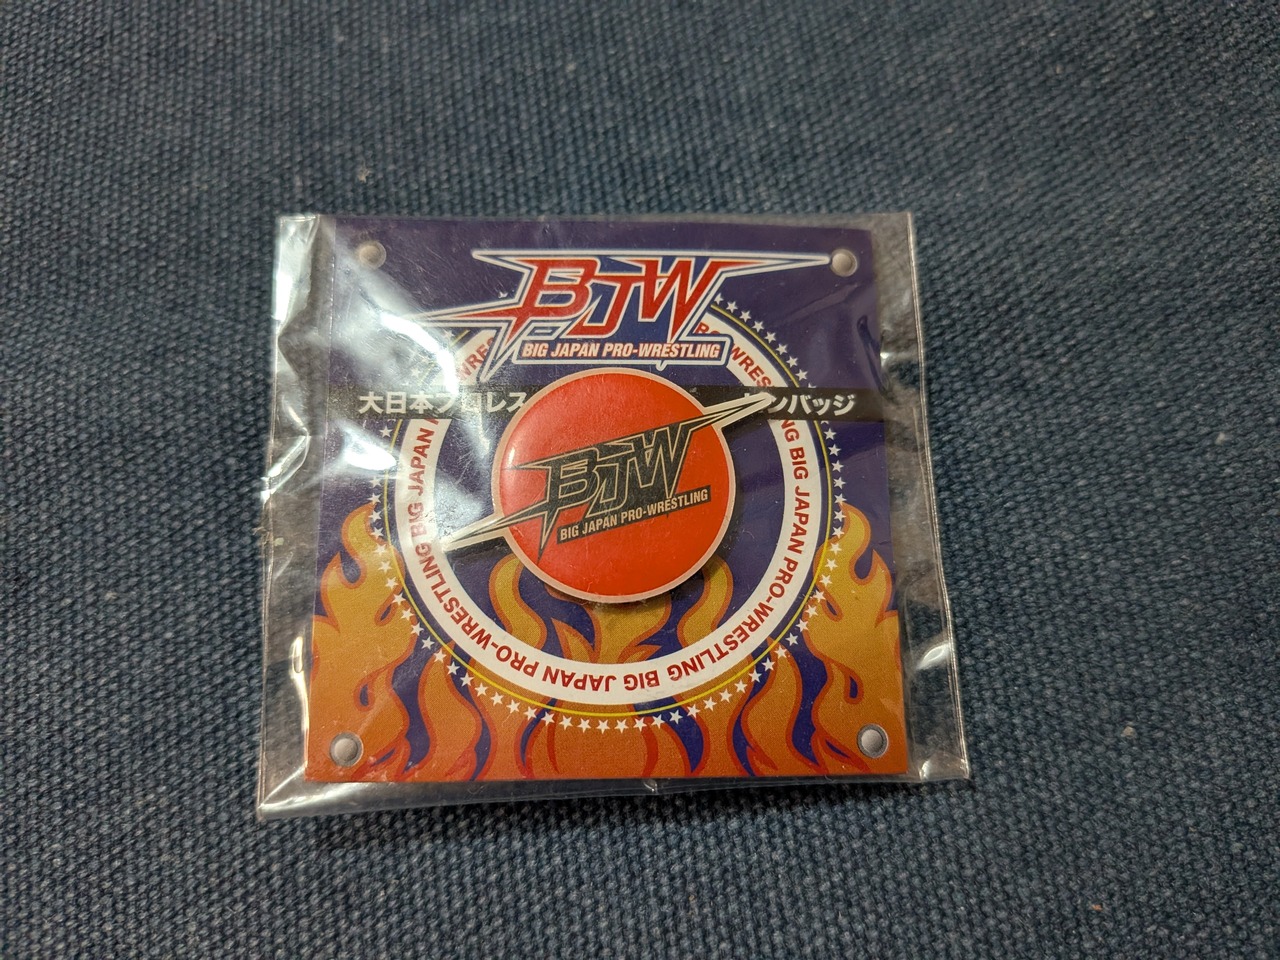 BJW
BIG JAPAN PRO-WRESTLING
大日本プロレス ピンバッジ
BJW
BIG JAPAN PRO-WRESTLING
PRO-WRESTLING BIG JAPAN PRO-WRESTLING BIG JAPAN PRO-WRESTLING BIG JAPAN